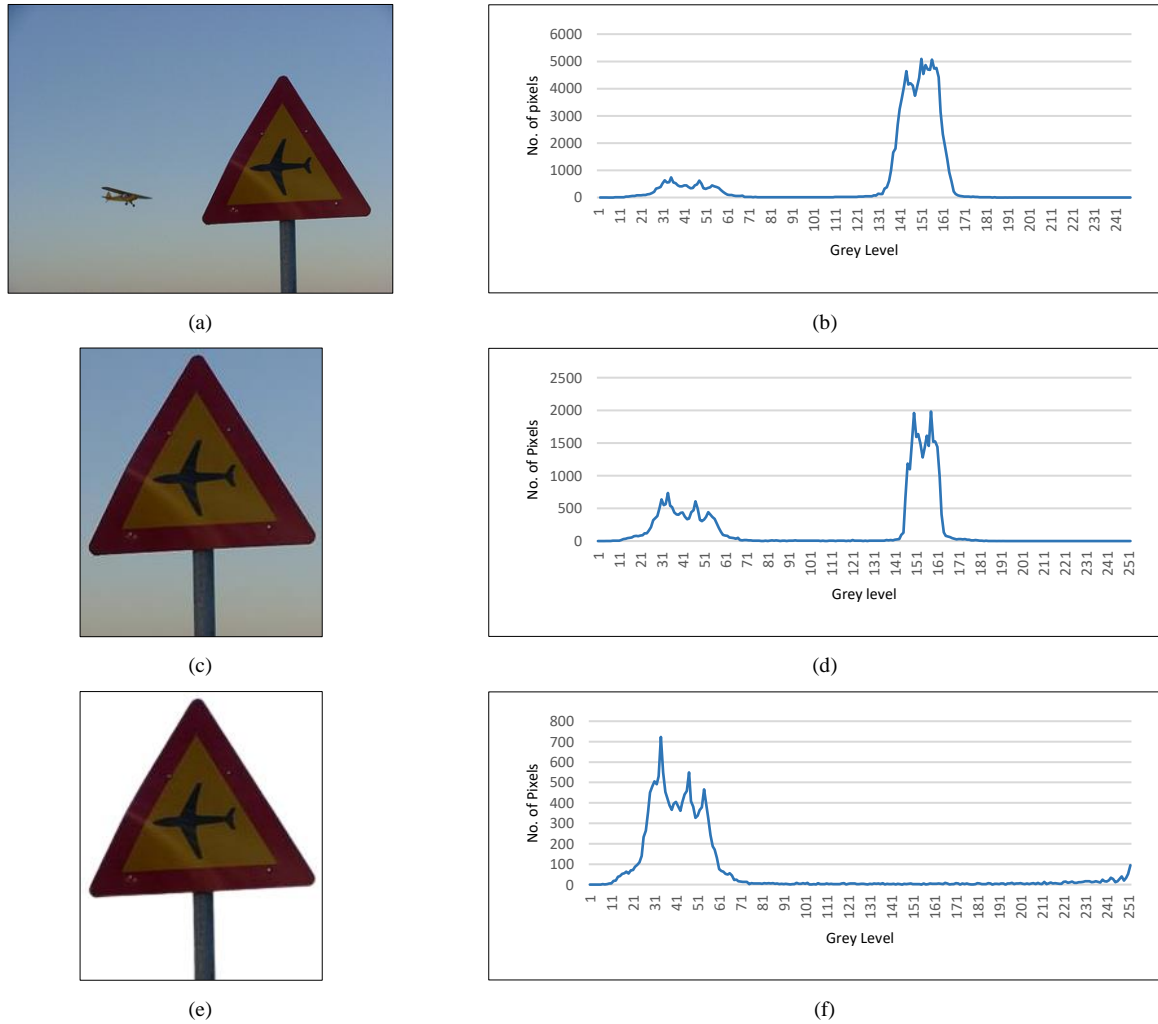 6000
5000
4000
3000
2000
1000
0
No. of pixels
1 11 21 31 41 51 61 71 81 91 101 111 121 131 141 151 161 171 181 191 201 211 221 231 241
Grey Level
(a)
(b)
2500
2000
1500
1000
500
0
No. of Pixels
1 11 21 31 41 51 61 71 81 91 101 111 121 131 141 151 161 171 181 191 201 211 221 231 241 251
Grey level
(c)
(d)
800
700
600
500
400
300
200
100
0
No. of Pixels
1 11 21 31 41 51 61 71 81 91 101 111 121 131 141 151 161 171 181 191 201 211 221 231 241 251
Grey Level
(e)
(f)